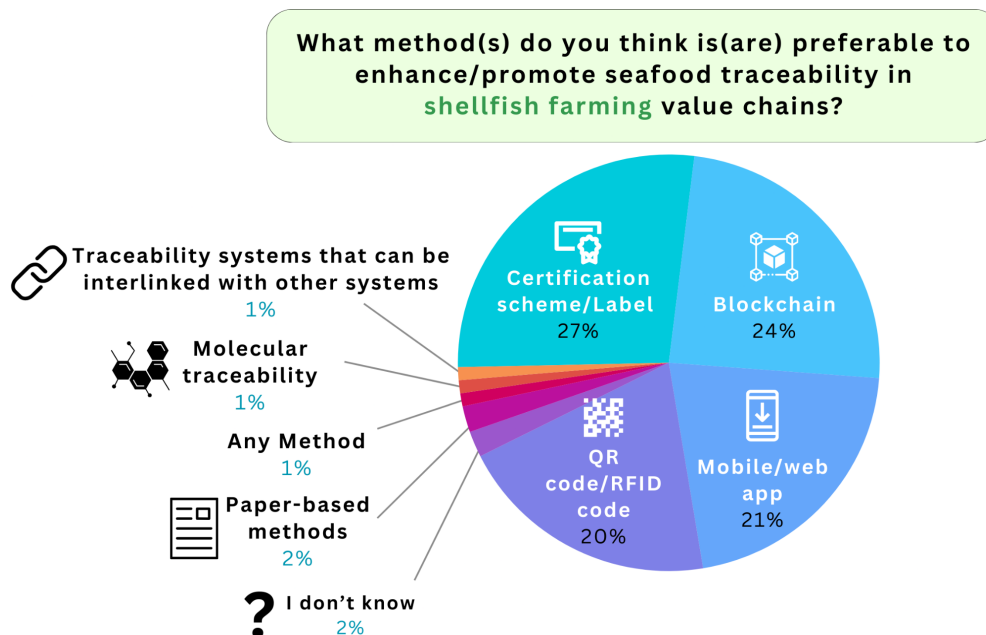 What method(s) do you think is(are) preferable to
enhance/promote seafood traceability in
shellfish farming value chains?
Certification
scheme/Label
27%
Blockchain
24%
Mobile/web
app
21%
QR
code/RFID
code
20%
Traceability systems that can be
interlinked with other systems
1%
Molecular
traceability
1%
Any Method
1%
Paper-based
methods
2%
? I don’t know
2%